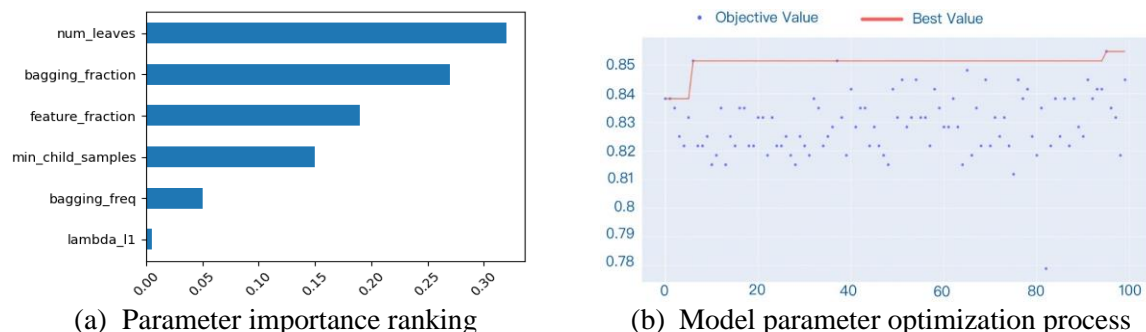 num_leaves
bagging_fraction
feature_fraction
min_child_samples
bagging_freq
lambda_l1
0.00 0.05 0.10 0.15 0.20 0.25 0.30
(a) Parameter importance ranking
Objective Value Best Value
0.85
0.84
0.83
0.82
0.81
0.8
0.79
0.78
0 20 40 60 80 100
(b) Model parameter optimization process